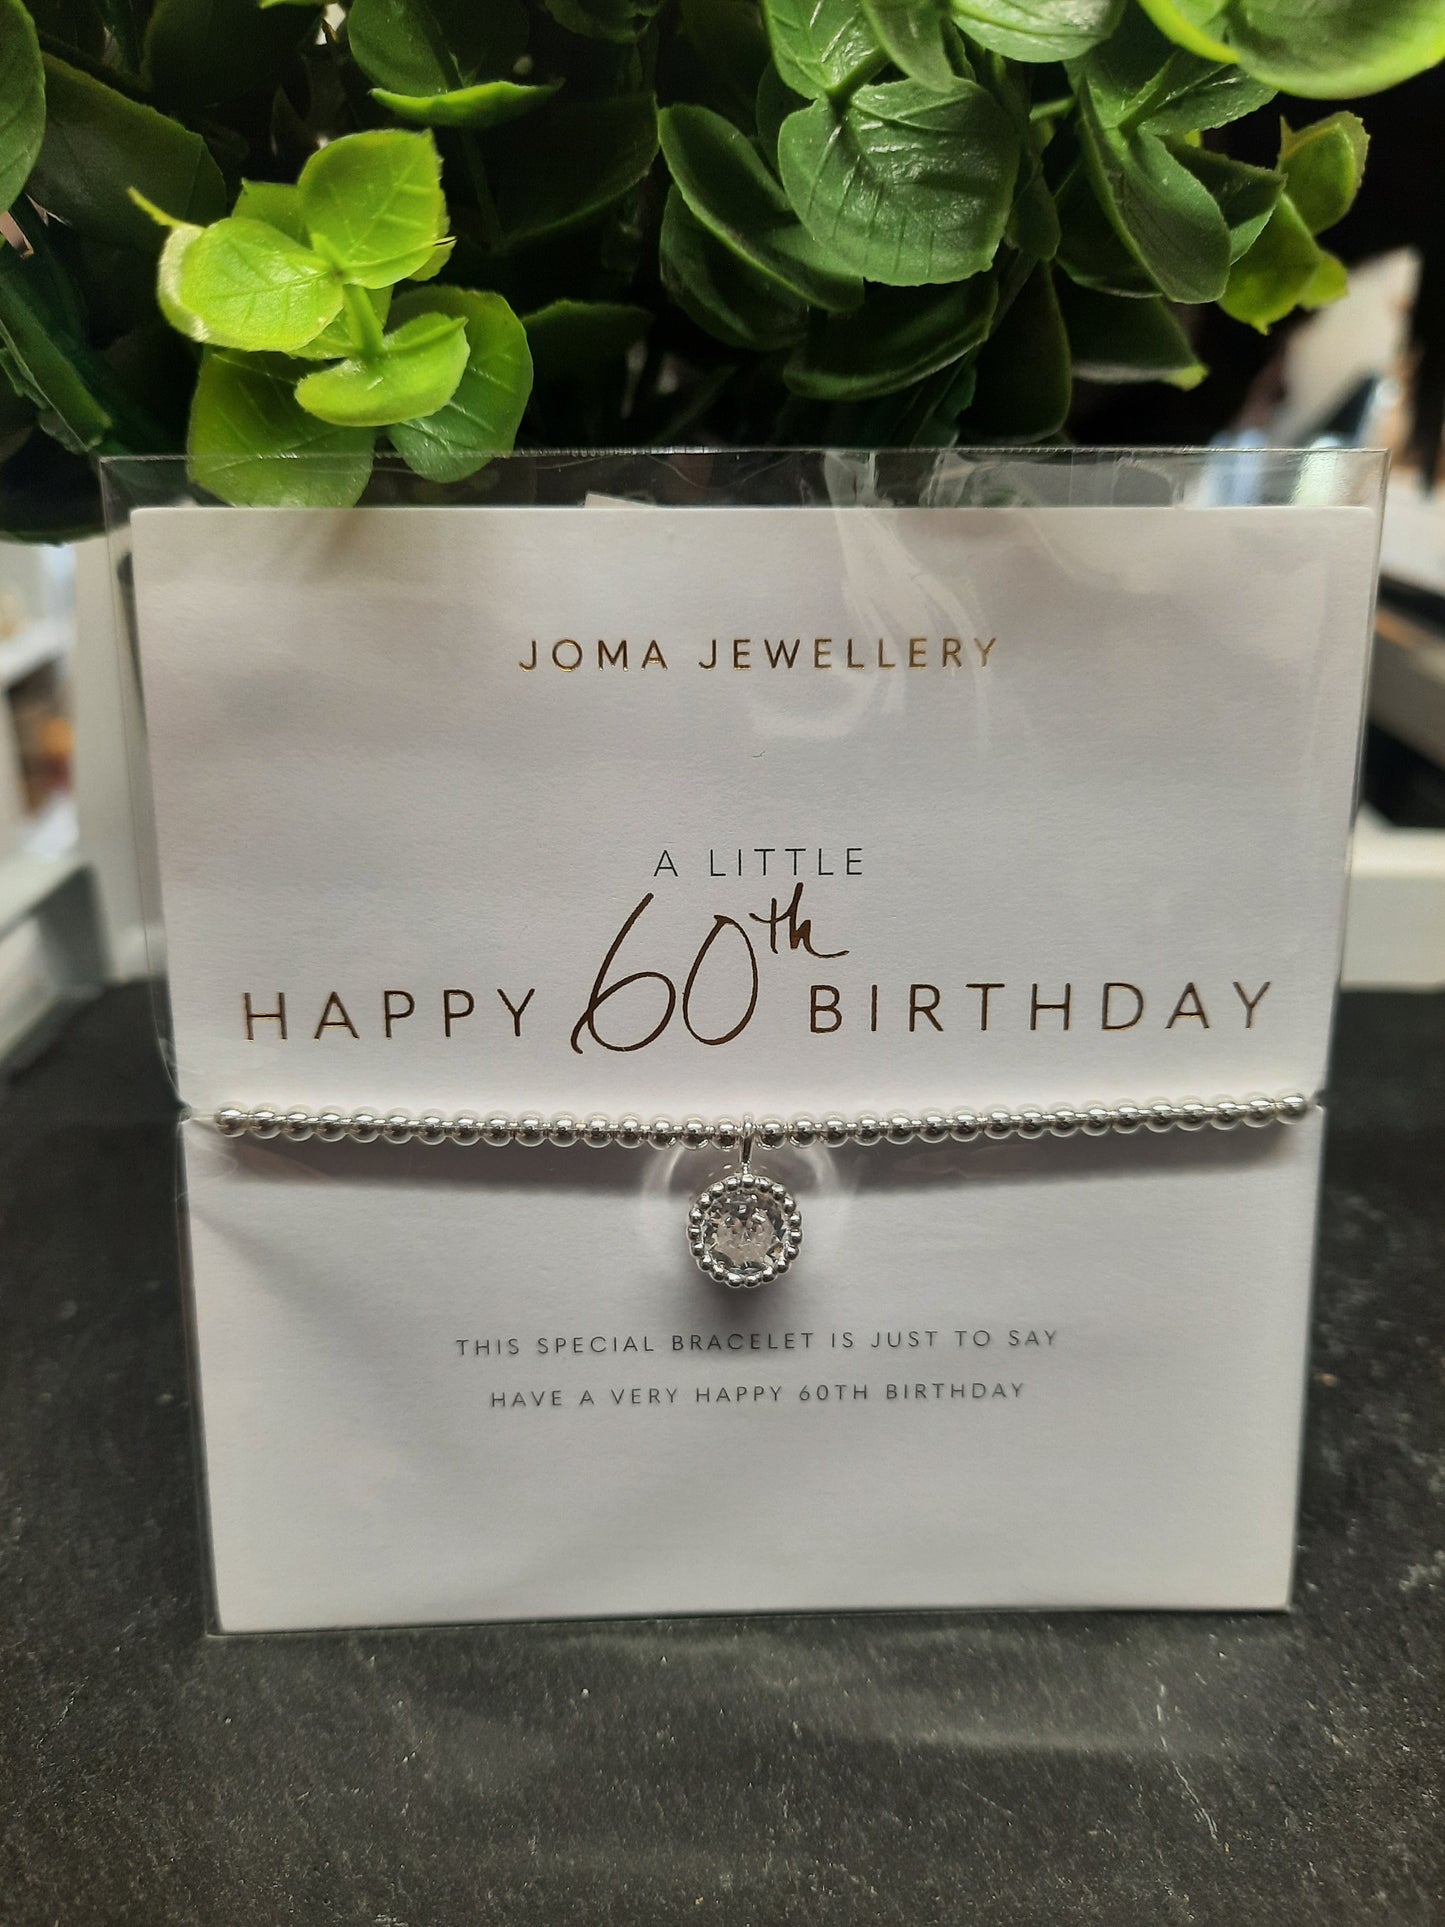 JOMA JEWELLERY
A LITTLE
HAPPY 60th BIRTHDAY
THIS SPECIAL BRACELET IS JUST TO SAY
HAVE A VERY HAPPY 60TH BIRTHDAY